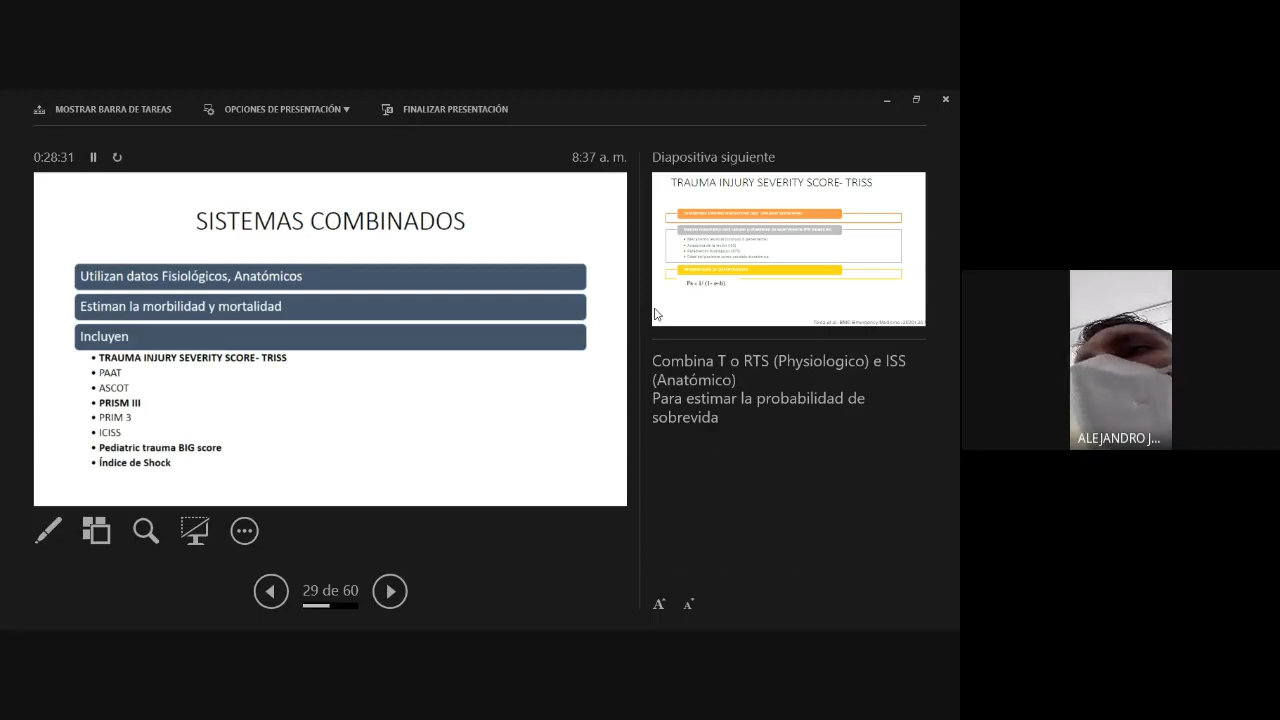 MOSTRAR BARRA DE TAREAS
OPCIONES DE PRESENTACIÓN
FINALIZAR PRESENTACIÓN
0:28:31
8:37 a. m.
SISTEMAS COMBINADOS
Utilizan datos Fisiológicos, Anatómicos
Estiman la morbilidad y mortalidad
Incluyen
• TRAUMA INJURY SEVERITY SCORE- TRISS
• PAAT
• ASCOT
• PRISM III
• PRIM 3
• ICISS
• Pediatric trauma BIG score
• Índice de Shock
29 de 60
Diapositiva siguiente
TRAUMA INJURY SEVERITY SCORE- TRISS
Combina T o RTS (Physiologico) e ISS
(Anatómico)
Para estimar la probabilidad de
sobrevida
A A
ALEJANDRO J...